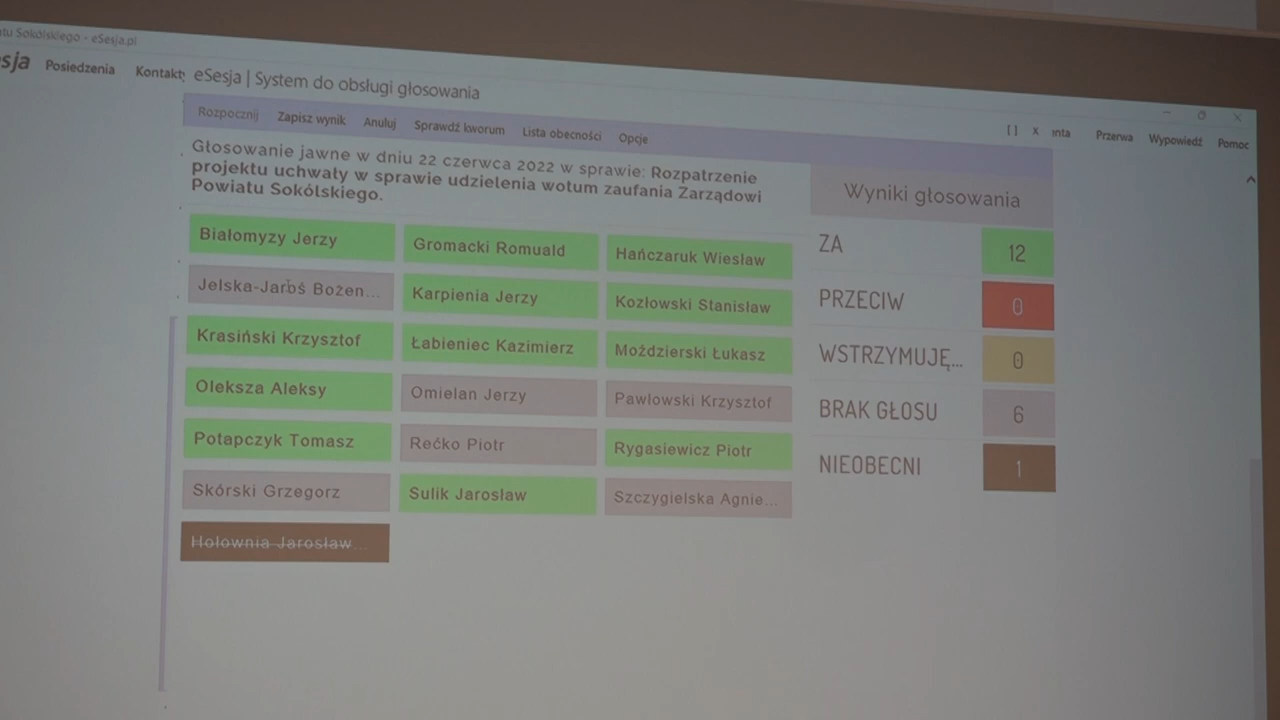 atu Sokólskiego - eSesja.pl
esja Posiedzenia Kontakt eSesja | System do obsługi głosowania
Rozpocznij Zapisz wynik Anuluj Sprawdź kworum Lista obecności Opcje [ ] X Przerwa Wypowiedź Pomoc
Głosowanie jawne w dniu 22 czerwca 2022 w sprawie: Rozpatrzenie
projektu uchwały w sprawie udzielenia wotum zaufania Zarządowi
Powiatu Sokólskiego.
Wyniki głosowania
Białomyzy Jerzy Gromacki Romuald Hańczaruk Wiesław
ZA 12
Jelska-Jaroś Bożen... Karpienia Jerzy Kozłowski Stanisław
PRZECIW 0
Krasiński Krzysztof Łabieniec Kazimierz Moździerski Łukasz
WSTRZYMUJĘ... 0
Oleksza Aleksy Omielan Jerzy Pawlowski Krzysztof
BRAK GŁOSU 6
Potapczyk Tomasz Rećko Piotr Rygasiewicz Piotr
NIEOBECNI 1
Skórski Grzegorz Sulik Jarosław Szczygielska Agnie...
Hołownia Jarosław...